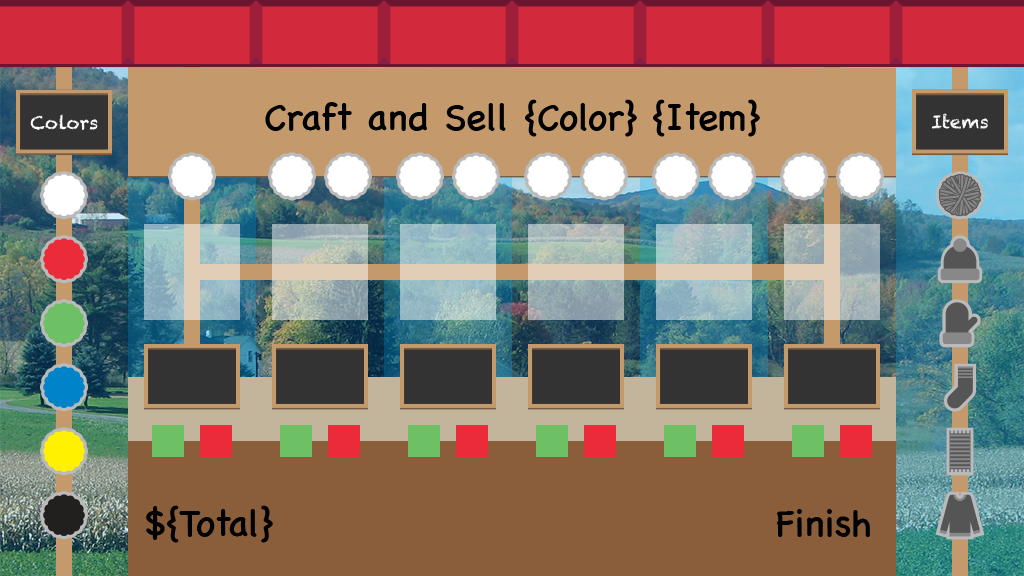 Craft and Sell {Color} {Item}
Colors
Items
${Total}
Finish